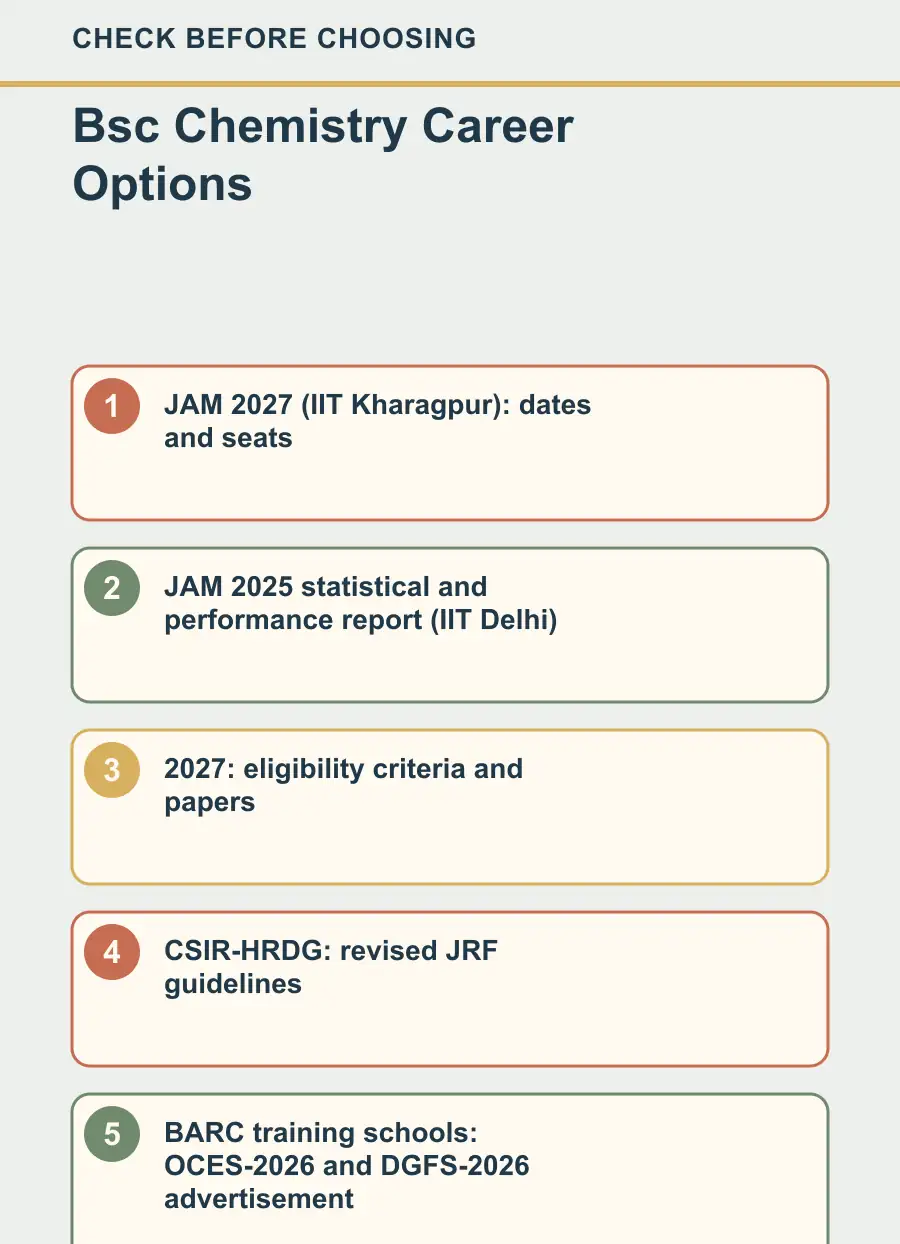 CHECK BEFORE CHOOSING
Bsc Chemistry Career
Options
1
JAM 2027 (IIT Kharagpur): dates
and seats
2
JAM 2025 statistical and
performance report (IIT Delhi)
3
2027: eligibility criteria and
papers
4
CSIR-HRDG: revised JRF
guidelines
5
BARC training schools:
OCES-2026 and DGFS-2026
advertisement